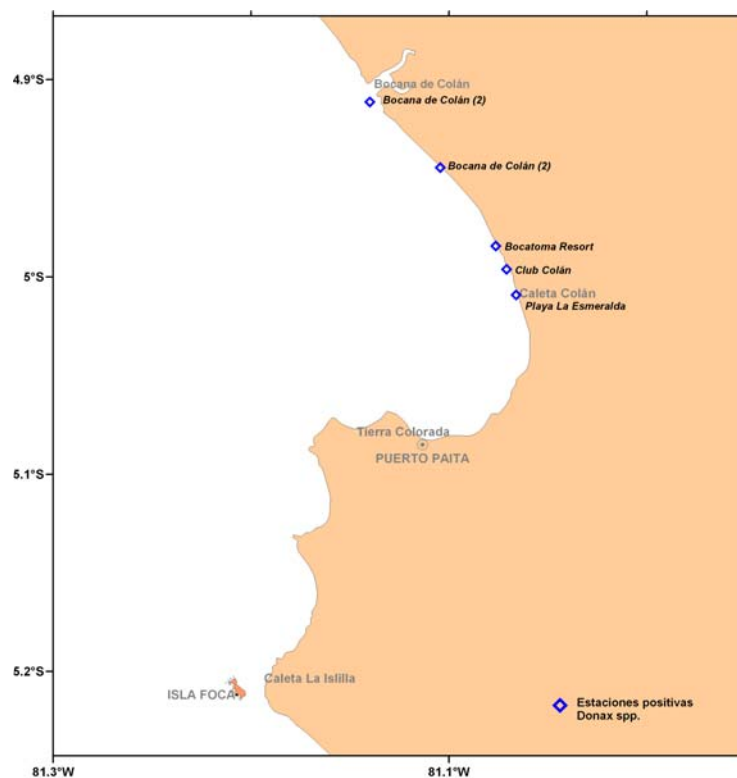 4.9°S
Bocana de Colán
Bocana de Colán (2)
Bocana de Colán (2)
Bocatoma Resort
Club Colán
5°S
Caleta Colán
Playa La Esmeralda
Tierra Colorada
PUERTO PAITA
5.1°S
5.2°S
Caleta La Islilla
ISLA FOCA
Estaciones positivas
Donax spp.
81.3°W
81.1°W